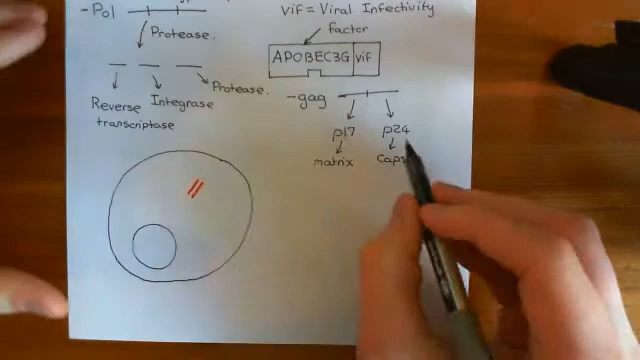 -Pol
Protease.
Reverse
transcriptase
Integrase
Protease.
vif = Viral Infectivity
factor
APOBEC3G vif
-gag
p17
p24
matrix